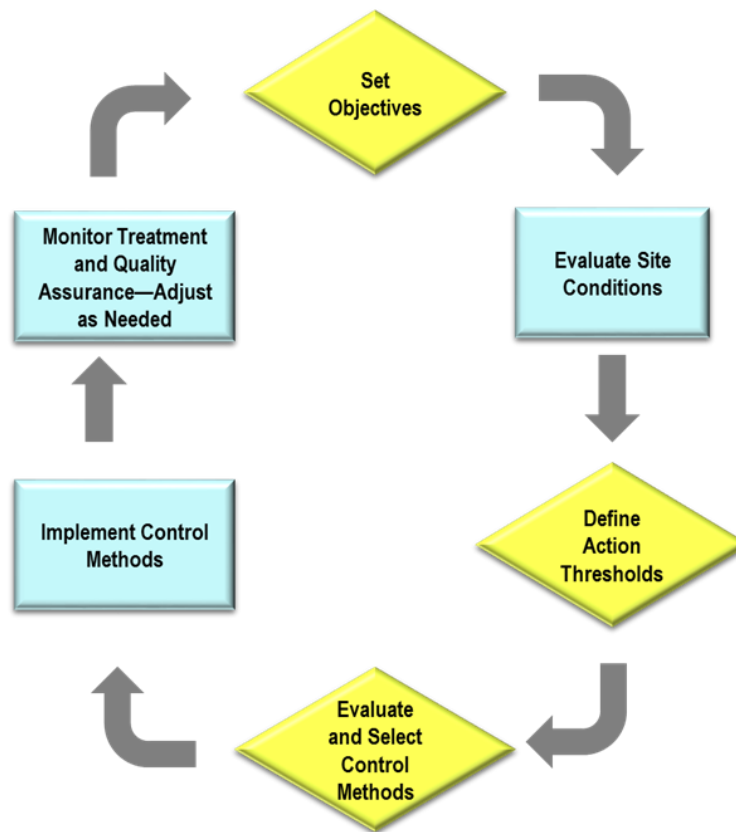 Set
Objectives
Evaluate Site
Conditions
Define
Action
Thresholds
Evaluate
and Select
Control
Methods
Implement Control
Methods
Monitor Treatment
and Quality
Assurance—Adjust
as Needed